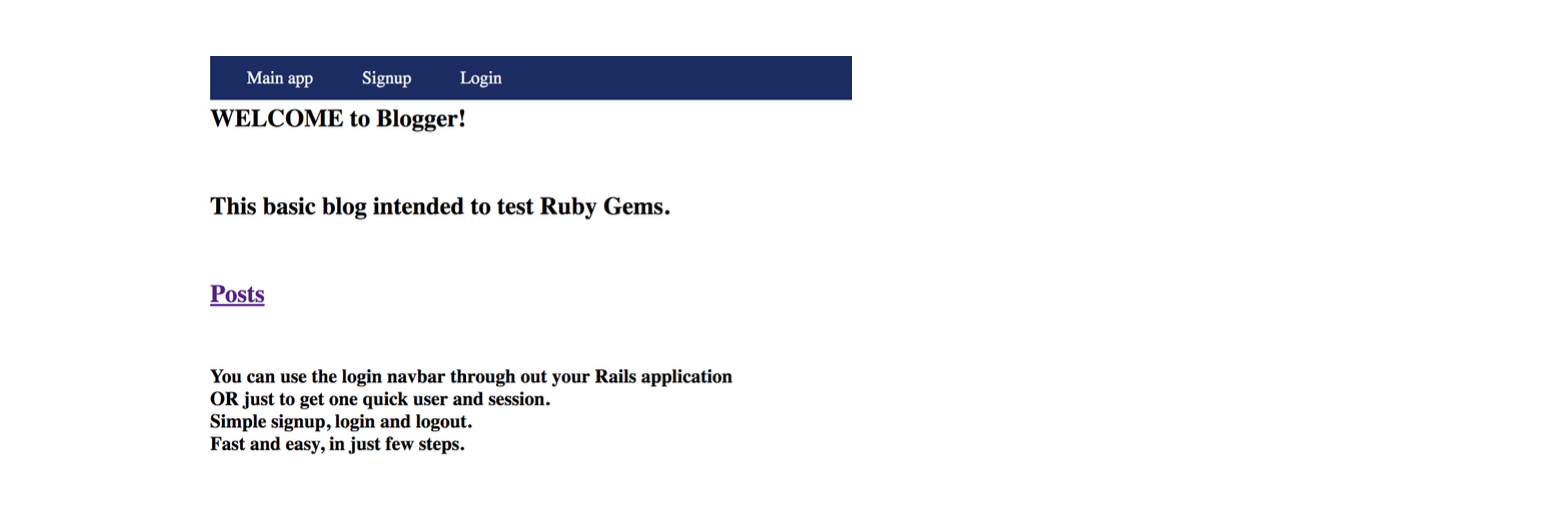 Main app Signup Login
WELCOME to Blogger!
This basic blog intended to test Ruby Gems.
Posts
You can use the login navbar through out your Rails application
OR just to get one quick user and session.
Simple signup, login and logout.
Fast and easy, in just few steps.